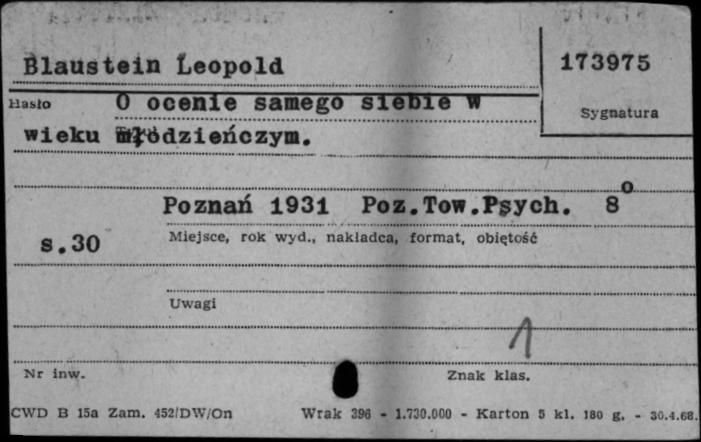 Blaustein Leopold
173975
Hasło O ocenie samego siebie w
Sygnatura
wieku młodzieńczym.
Poznań 1931 Poz.Tow.Psych. 8o
s.30
Miejsce, rok wyd., nakładca, format, obiętość
Uwagi
1
Nr inw.
Znak klas.
CWD B 15a Zam. 452/DW/On Wrak 396 - 1.730.000 - Karton 5 kl. 180 g. - 30.4.68.